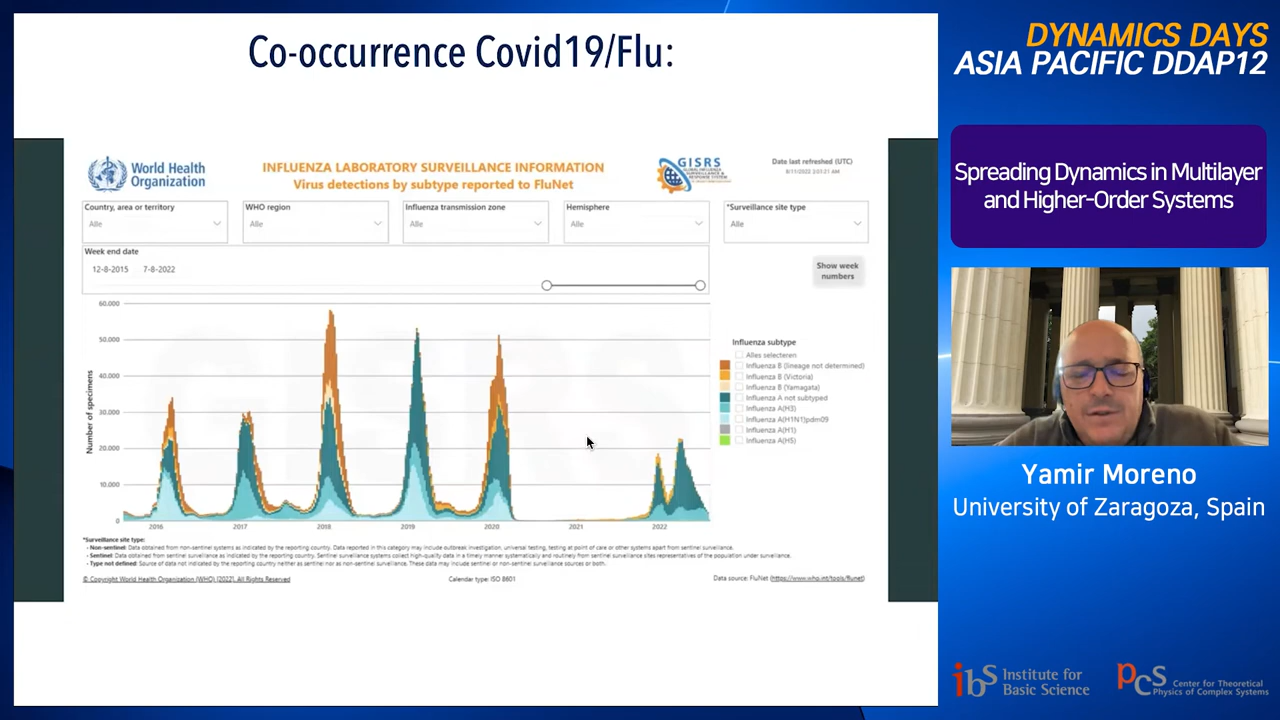 Co-occurrence Covid19/Flu:
World Health
Organization
INFLUENZA LABORATORY SURVEILLANCE INFORMATION
Virus detections by subtype reported to FluNet
GISRS
Date last refreshed (UTC)
Country, area or territory
Alle
WHO region
Alle
Influenza transmission zone
Alle
Hemisphere
Alle
*Surveillance site type
Alle
Week end date
12-8-2015 7-8-2022
Show week
numbers
Number of specimens
60.000
50.000
40.000
30.000
20.000
10.000
0
2016 2017 2018 2019 2020 2021 2022
Influenza subtype
Alles selecteren
Influenza B (lineage not determined)
Influenza B (Victoria)
Influenza B (Yamagata)
Influenza A not subtyped
Influenza A(H3)
Influenza A(H1N1)pdm09
Influenza A(H1)
Influenza A(H5)
*Surveillance site type:
- Non-sentinel: Data obtained from non-sentinel systems as indicated by the reporting country. Data reported in this category may include outbreak investigation, universal testing, testing at point of care or other systems apart from sentinel surveillance.
- Sentinel: Data obtained from sentinel surveillance as indicated by the reporting country. Sentinel surveillance systems collect high-quality data in a timely manner systematically and routinely from sentinel surveillance sites representatives of the population under surveillance.
- Type not defined: Source of data not indicated by the reporting country neither as sentinel nor as non-sentinel surveillance. These data may include sentinel or non-sentinel surveillance sources or both.
© Copyright World Health Organization (WHO) (2022), All Rights Reserved
Calendar type: ISO 8601
Data source: FluNet (https://www.who.int/tools/flunet)
DYNAMICS DAYS
ASIA PACIFIC DDAP12
Spreading Dynamics in Multilayer
and Higher-Order Systems
Yamir Moreno
University of Zaragoza, Spain
ibS Institute for
Basic Science
PCS Center for Theoretical
Physics of Complex Systems